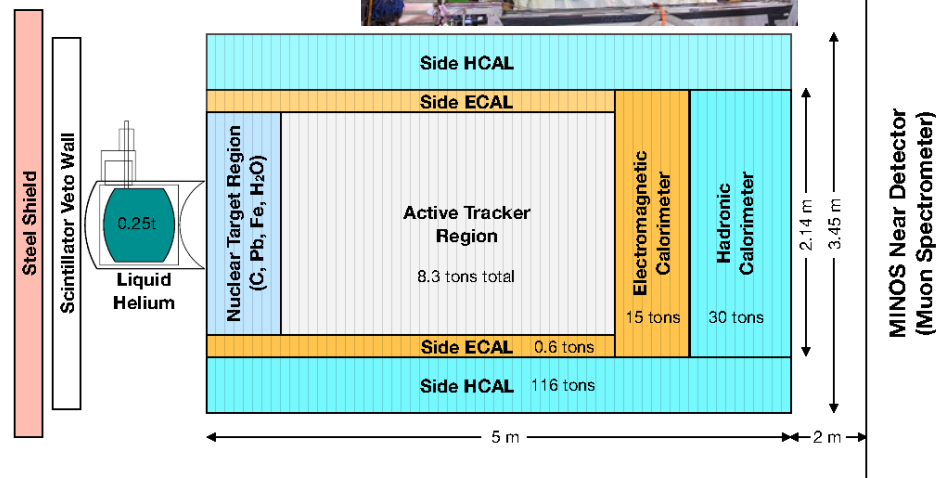 Steel Shield
Scintillator Veto Wall
0.25t
Liquid
Helium
Side HCAL
Side ECAL
Nuclear Target Region
(C, Pb, Fe, H₂O)
Active Tracker
Region
8.3 tons total
Electromagnetic
Calorimeter
15 tons
Hadronic
Calorimeter
30 tons
Side ECAL 0.6 tons
Side HCAL 116 tons
5 m
2 m
2.14 m
3.45 m
MINOS Near Detector
(Muon Spectrometer)